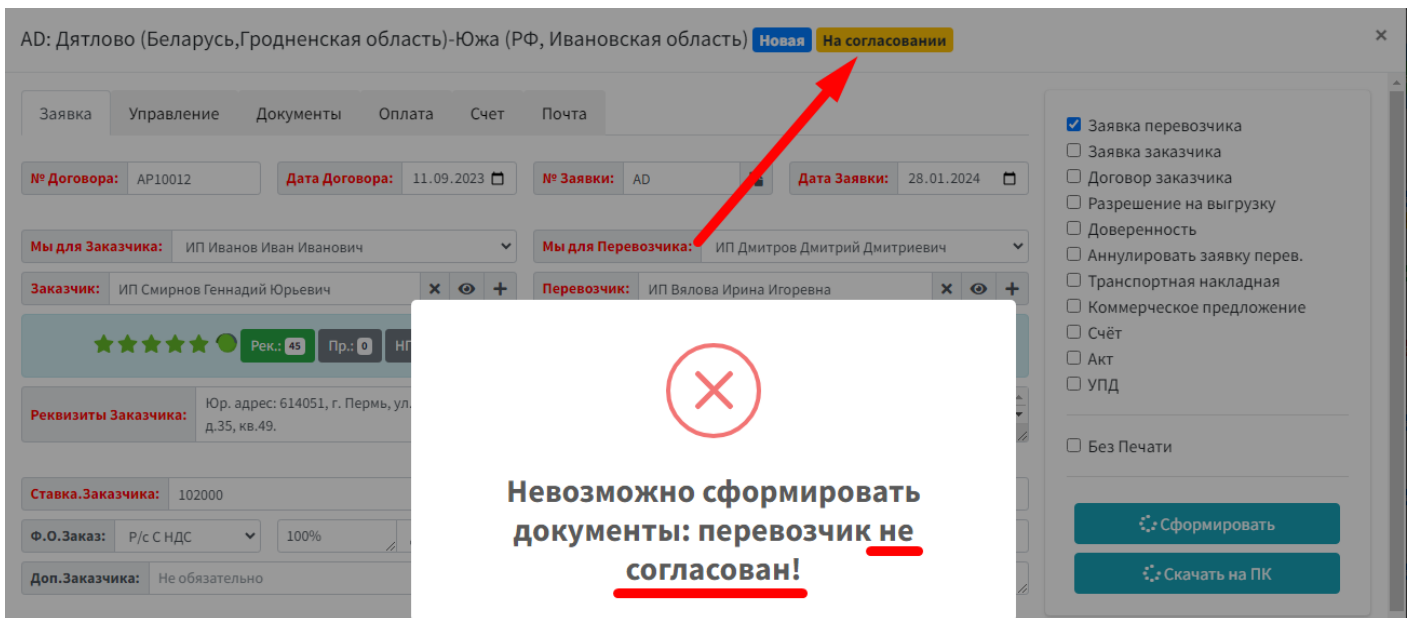 AD: Дятлово (Беларусь,Гродненская область)-Южа (РФ, Ивановская область) Новая На согласовании ×
Заявка Управление Документы Оплата Счет Почта
№ Договора: АР10012 Дата Договора: 11.09.2023 № Заявки: AD Дата Заявки: 28.01.2024
Мы для Заказчика: ИП Иванов Иван Иванович Мы для Перевозчика: ИП Дмитров Дмитрий Дмитриевич
Заказчик: ИП Смирнов Геннадий Юрьевич Перевозчик: ИП Вялова Ирина Игоревна
Рек.: 45 Пр.: 0
Реквизиты Заказчика: Юр. адрес: 614051, г. Пермь, ул.
д.35, кв.49.
Ставка.Заказчика: 102000
Ф.О.Заказ: Р/с С НДС 100%
Доп.Заказчика: Не обязательно
Невозможно сформировать
документы: перевозчик не
согласован!
Заявка перевозчика
Заявка заказчика
Договор заказчика
Разрешение на выгрузку
Доверенность
Аннулировать заявку перев.
Транспортная накладная
Коммерческое предложение
Счёт
Акт
УПД
Без Печати
Сформировать
Скачать на ПК